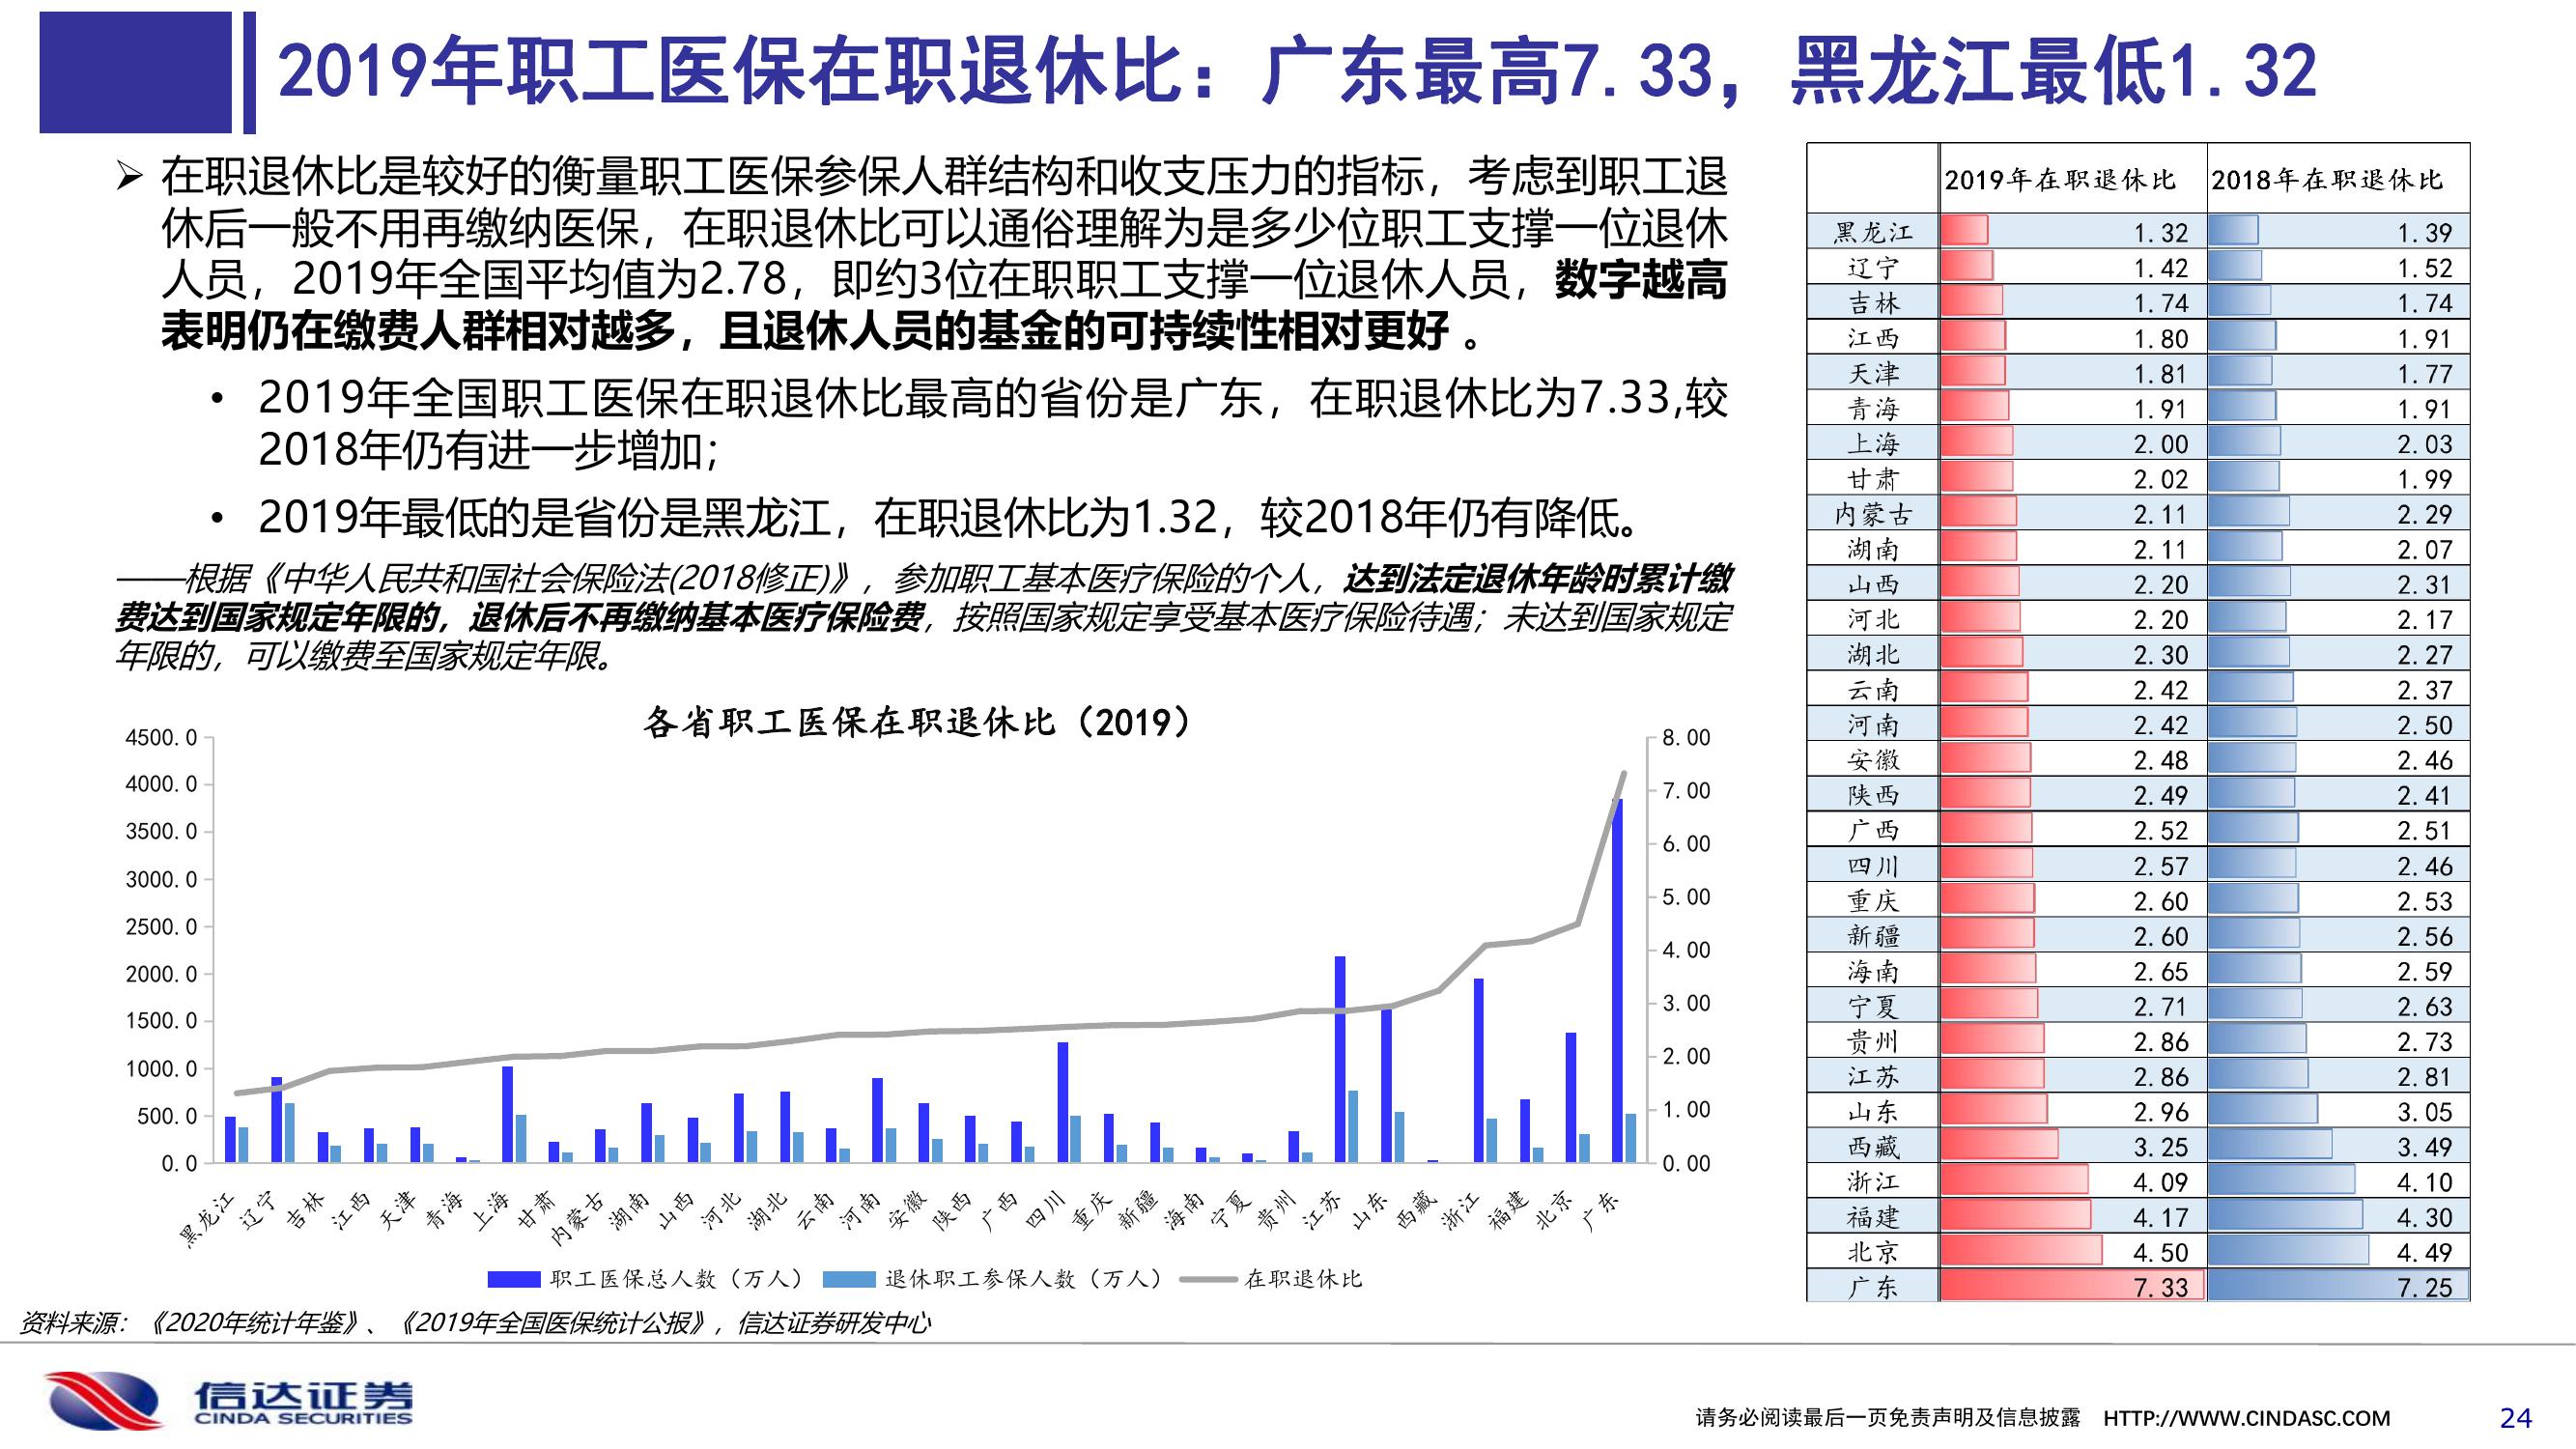 2019年职工医保在职退休比：广东最高7.33，黑龙江最低1.32
➢ 在职退休比是较好的衡量职工医保参保人群结构和收支压力的指标，考虑到职工退
休后一般不用再缴纳医保，在职退休比可以通俗理解为是多少位职工支撑一位退休
人员，2019年全国平均值为2.78，即约3位在职职工支撑一位退休人员，数字越高
表明仍在缴费人群相对越多，且退休人员的基金的可持续性相对更好 。
• 2019年全国职工医保在职退休比最高的省份是广东，在职退休比为7.33,较
2018年仍有进一步增加；
• 2019年最低的是省份是黑龙江，在职退休比为1.32，较2018年仍有降低。
——根据《中华人民共和国社会保险法(2018修正)》，参加职工基本医疗保险的个人，达到法定退休年龄时累计缴
费达到国家规定年限的，退休后不再缴纳基本医疗保险费，按照国家规定享受基本医疗保险待遇；未达到国家规定
年限的，可以缴费至国家规定年限。
各省职工医保在职退休比（2019）
4500.0
4000.0
3500.0
3000.0
2500.0
2000.0
1500.0
1000.0
500.0
0.0
8.00
7.00
6.00
5.00
4.00
3.00
2.00
1.00
0.00
黑龙江 辽宁 吉林 江西 天津 青海 上海 甘肃 内蒙古 湖南 山西 河北 湖北 云南 河南 安徽 陕西 广西 四川 重庆 新疆 海南 宁夏 贵州 江苏 山东 西藏 浙江 福建 北京 广东
职工医保总人数（万人） 退休职工参保人数（万人） 在职退休比
2019年在职退休比 2018年在职退休比
黑龙江 1.32 1.39
辽宁 1.42 1.52
吉林 1.74 1.74
江西 1.80 1.91
天津 1.81 1.77
青海 1.91 1.91
上海 2.00 2.03
甘肃 2.02 1.99
内蒙古 2.11 2.29
湖南 2.11 2.07
山西 2.20 2.31
河北 2.20 2.17
湖北 2.30 2.27
云南 2.42 2.37
河南 2.42 2.50
安徽 2.48 2.46
陕西 2.49 2.41
广西 2.52 2.51
四川 2.57 2.46
重庆 2.60 2.53
新疆 2.60 2.56
海南 2.65 2.59
宁夏 2.71 2.63
贵州 2.86 2.73
江苏 2.86 2.81
山东 2.96 3.05
西藏 3.25 3.49
浙江 4.09 4.10
福建 4.17 4.30
北京 4.50 4.49
广东 7.33 7.25
资料来源：《2020年统计年鉴》、《2019年全国医保统计公报》，信达证券研发中心
信达证券
CINDA SECURITIES
请务必阅读最后一页免责声明及信息披露 HTTP://WWW.CINDASC.COM 24